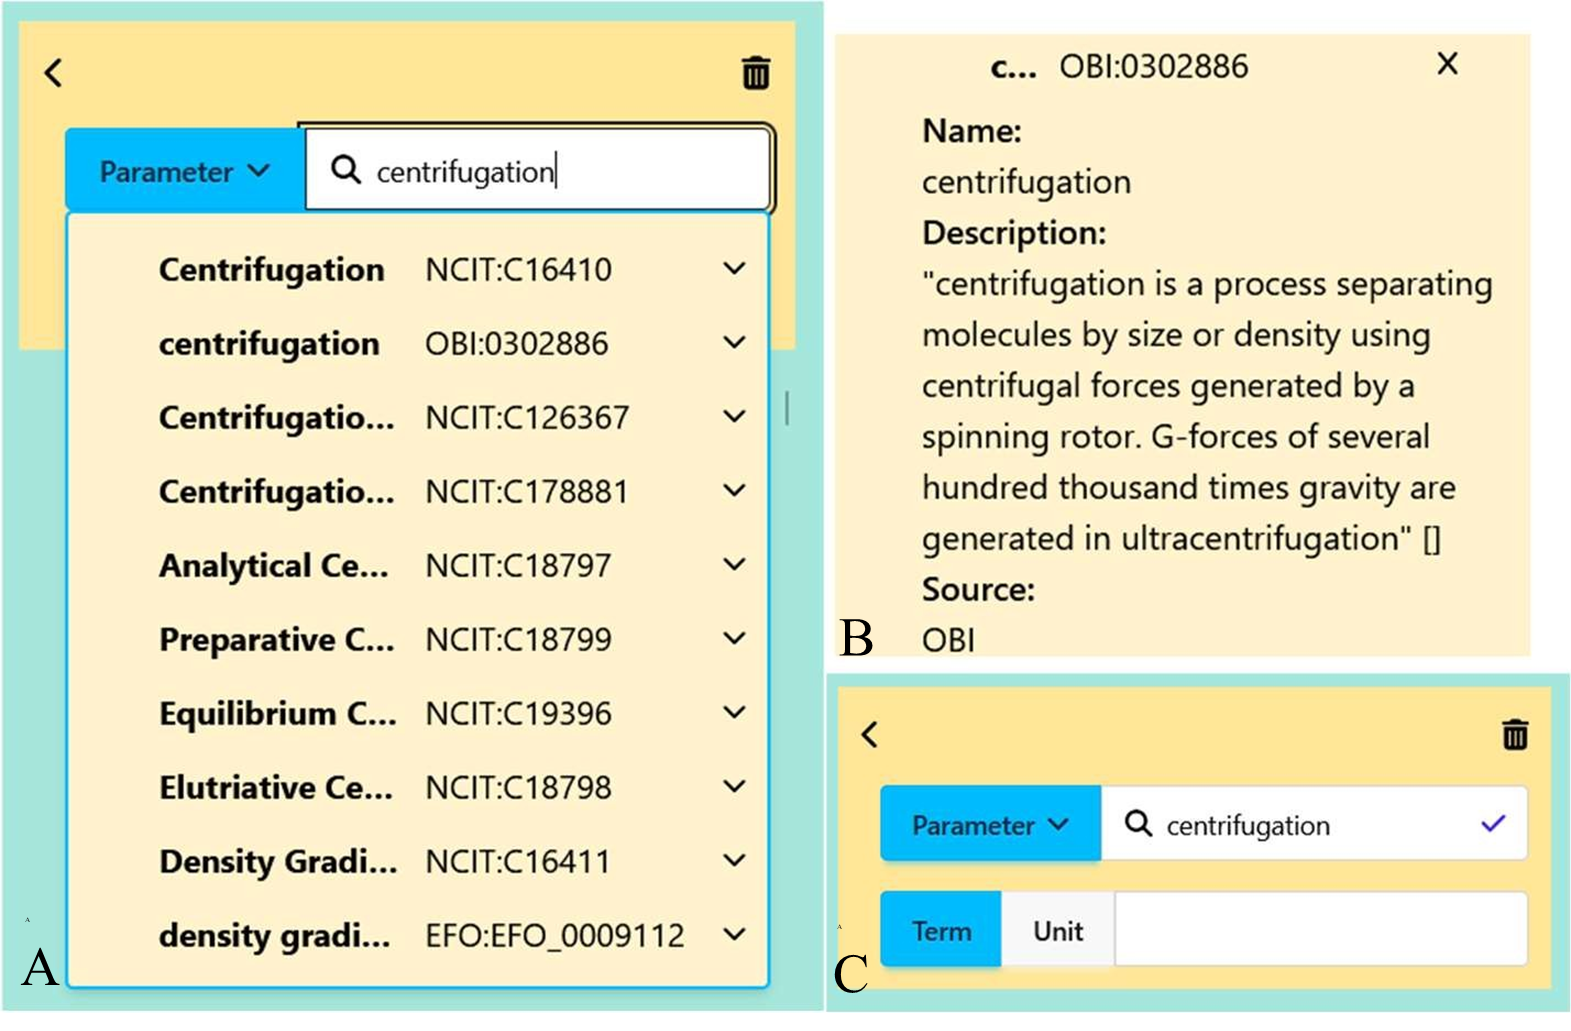 Parameter centrifugation
Centrifugation NCIT:C16410
centrifugation OBI:0302886
Centrifugatio... NCIT:C126367
Centrifugatio... NCIT:C178881
Analytical Ce... NCIT:C18797
Preparative C... NCIT:C18799
Equilibrium C... NCIT:C19396
Elutriative Ce... NCIT:C18798
Density Gradi... NCIT:C16411
density gradi... EFO:EFO_0009112
A
A
c... OBI:0302886
Name:
centrifugation
Description:
"centrifugation is a process separating
molecules by size or density using
centrifugal forces generated by a
spinning rotor. G-forces of several
hundred thousand times gravity are
generated in ultracentrifugation" []
Source:
OBI
B
Parameter centrifugation
Term Unit
A
C